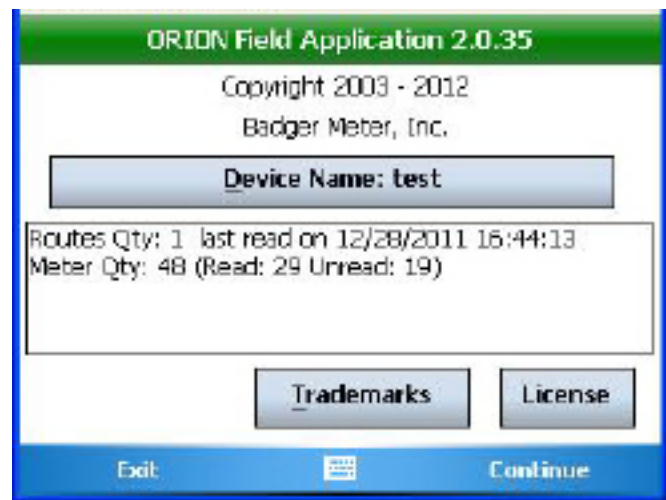 ORION Field Application 2.0.35
Copyright 2003 - 2012
Badger Meter, Inc.
Device Name: test
Routes Qty: 1 last read on 12/28/2011 16:44:13
Meter Qty: 48 (Read: 29 Unread: 19)
Trademarks License
Exit Continue